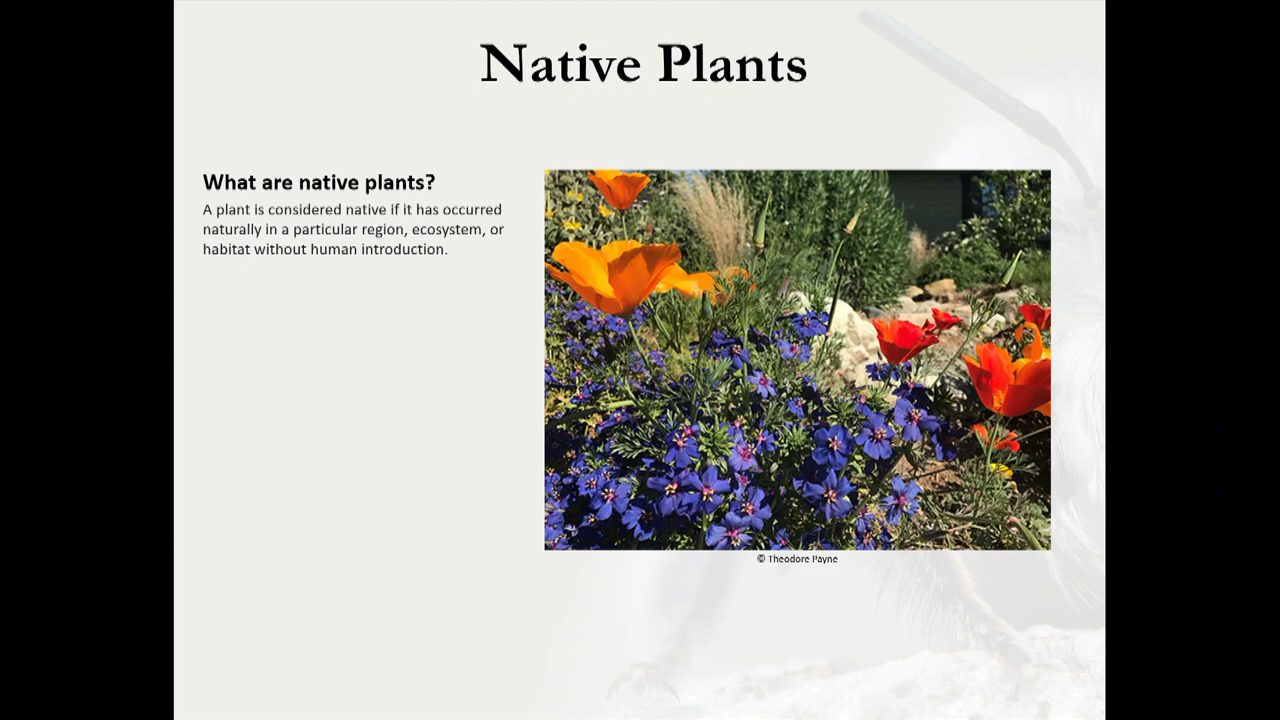 Native Plants
What are native plants?
A plant is considered native if it has occurred
naturally in a particular region, ecosystem, or
habitat without human introduction.
© Theodore Payne